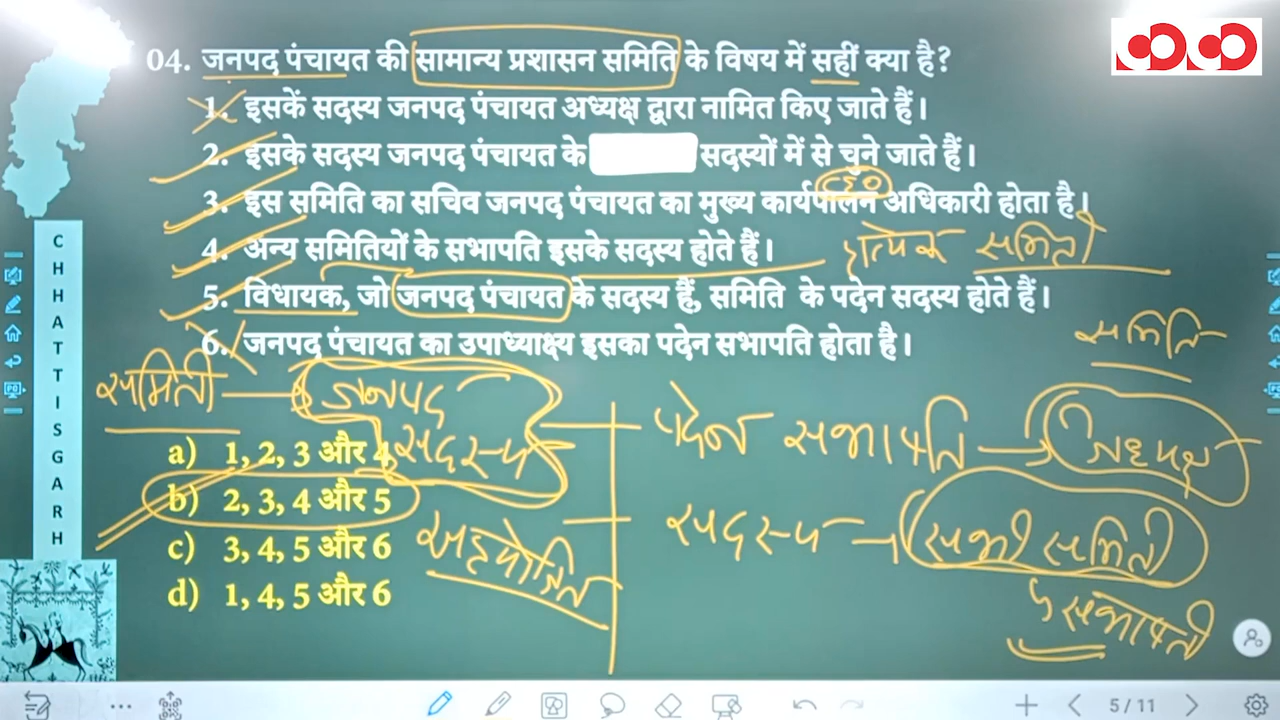 04. जनपद पंचायत की सामान्य प्रशासन समिति के विषय में सहीं क्या है?
1. इसकें सदस्य जनपद पंचायत अध्यक्ष द्वारा नामित किए जाते हैं।
2. इसके सदस्य जनपद पंचायत के सदस्यों में से चुने जाते हैं।
CEO
3. इस समिति का सचिव जनपद पंचायत का मुख्य कार्यपालन अधिकारी होता है।
4. अन्य समितियों के सभापति इसके सदस्य होते हैं।
प्रत्येक समिती
5. विधायक, जो जनपद पंचायत के सदस्य हैं, समिति के पदेन सदस्य होते हैं।
समिति
6. जनपद पंचायत का उपाध्याक्ष्य इसका पदेन सभापति होता है।
समिती जनपद सदस्य
पदेन सभापति अध्यक्ष
a) 1, 2, 3 और 4
b) 2, 3, 4 और 5
सदस्य सभी समिती
c) 3, 4, 5 और 6
सभापती
d) 1, 4, 5 और 6
CHHATTISGARH
5 / 11